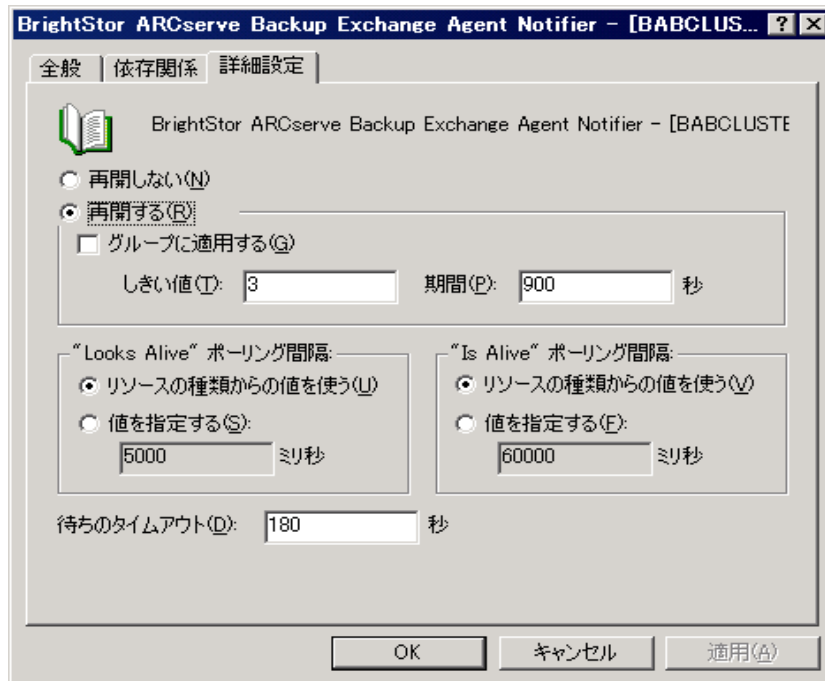 BrightStor ARCserve Backup Exchange Agent Notifier - [BABCLUS...
全般 依存関係 詳細設定
BrightStor ARCserve Backup Exchange Agent Notifier - [BABCLUSTE
再開しない(N)
再開する(R)
グループに適用する(G)
しきい値(T): 3 期間(P): 900 秒
"Looks Alive" ポーリング間隔: "Is Alive" ポーリング間隔:
リソースの種類からの値を使う(U) リソースの種類からの値を使う(V)
値を指定する(S): 値を指定する(F):
5000 ミリ秒 60000 ミリ秒
待ちのタイムアウト(D): 180 秒
OK キャンセル 適用(A)